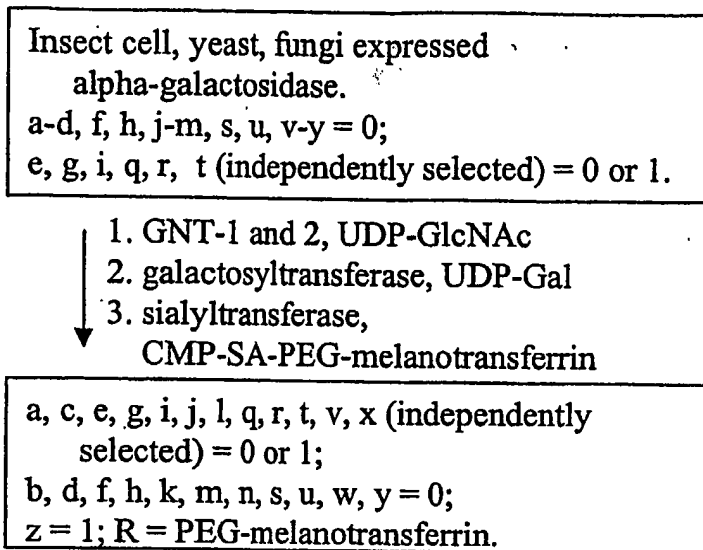 Insect cell, yeast, fungi expressed
alpha-galactosidase.
a-d, f, h, j-m, s, u, v-y = 0;
e, g, i, q, r, t (independently selected) = 0 or 1.
1. GNT-1 and 2, UDP-GlcNAc
2. galactosyltransferase, UDP-Gal
3. sialyltransferase,
CMP-SA-PEG-melanotransferrin
a, c, e, g, i, j, l, q, r, t, v, x (independently
selected) = 0 or 1;
b, d, f, h, k, m, n, s, u, w, y = 0;
z = 1; R = PEG-melanotransferrin.